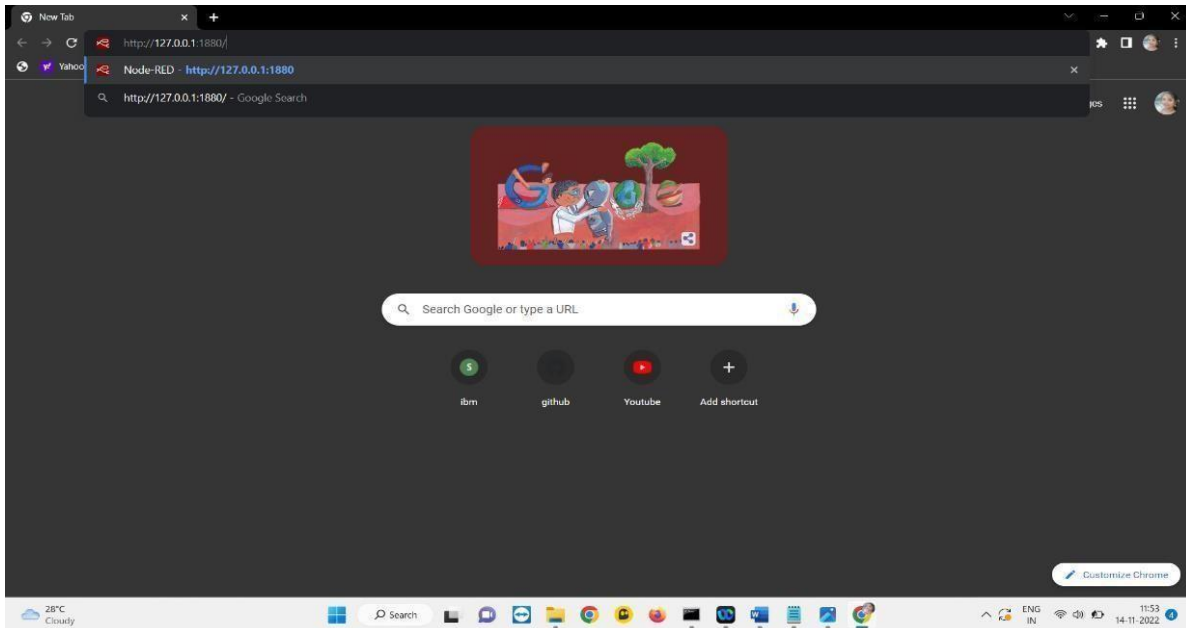 New Tab
http://127.0.0.1:1880/
Yahoo
Node-RED - http://127.0.0.1:1880
http://127.0.0.1:1880/ - Google Search
Google
Search Google or type a URL
S
ibm
github
Youtube
Add shortcut
Customize Chrome
28°C
Cloudy
Search
ENG
IN
11:53
14-11-2022
4